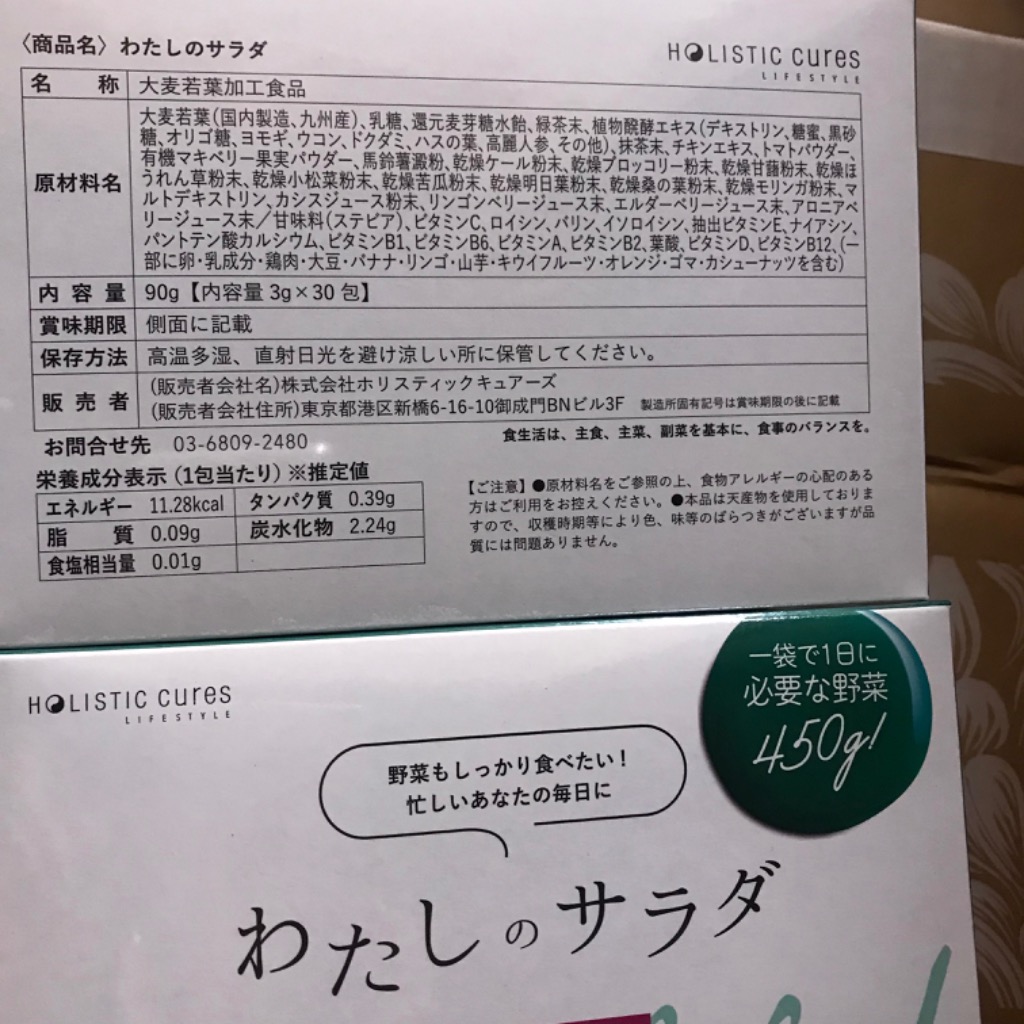 〈商品名〉わたしのサラダ
HOLISTIC cures
LIFESTYLE
名 称 大麦若葉加工食品
原材料名
大麦若葉(国内製造、九州産)、乳糖、還元麦芽糖水飴、緑茶末、植物醗酵エキス(デキストリン、糖蜜、黒砂
糖、オリゴ糖、ヨモギ、ウコン、ドクダミ、ハスの葉、高麗人参、その他)、抹茶末、チキンエキス、トマトパウダー、
有機マキベリー果実パウダー、馬鈴薯澱粉、乾燥ケール粉末、乾燥ブロッコリー粉末、乾燥甘藷粉末、乾燥ほ
うれん草粉末、乾燥小松菜粉末、乾燥苦瓜粉末、乾燥明日葉粉末、乾燥桑の葉粉末、乾燥モリンガ粉末、マ
ルトデキストリン、カシスジュース粉末、リンゴンベリージュース末、エルダーベリージュース末、アロニアベ
リージュース末／甘味料(ステビア)、ビタミンC、ロイシン、バリン、イソロイシン、抽出ビタミンE、ナイアシン、
パントテン酸カルシウム、ビタミンB1、ビタミンB6、ビタミンA、ビタミンB2、葉酸、ビタミンD、ビタミンB12、(一
部に卵・乳成分・鶏肉・大豆・バナナ・リンゴ・山芋・キウイフルーツ・オレンジ・ゴマ・カシューナッツを含む)
内容量 90g【内容量 3g×30 包】
賞味期限 側面に記載
保存方法 高温多湿、直射日光を避け涼しい所に保管してください。
販売者
(販売者会社名)株式会社ホリスティックキュアーズ
(販売者会社住所)東京都港区新橋6-16-10御成門BNビル3F 製造所固有記号は賞味期限の後に記載
お問合せ先 03-6809-2480
食生活は、主食、主菜、副菜を基本に、食事のバランスを。
栄養成分表示(1包当たり)※推定値
エネルギー 11.28kcal タンパク質 0.39g
脂 質 0.09g 炭水化物 2.24g
食塩相当量 0.01g
【ご注意】●原材料名をご参照の上、食物アレルギーの心配のある
方はご利用をお控えください。●本品は天産物を使用しておりま
すので、収穫時期等により色、味等のばらつきがございますが品
質には問題ありません。
HOLISTIC cures
LIFESTYLE
一袋で1日に
必要な野菜
450g!
野菜もしっかり食べたい!
忙しいあなたの毎日に
わたしのサラダ